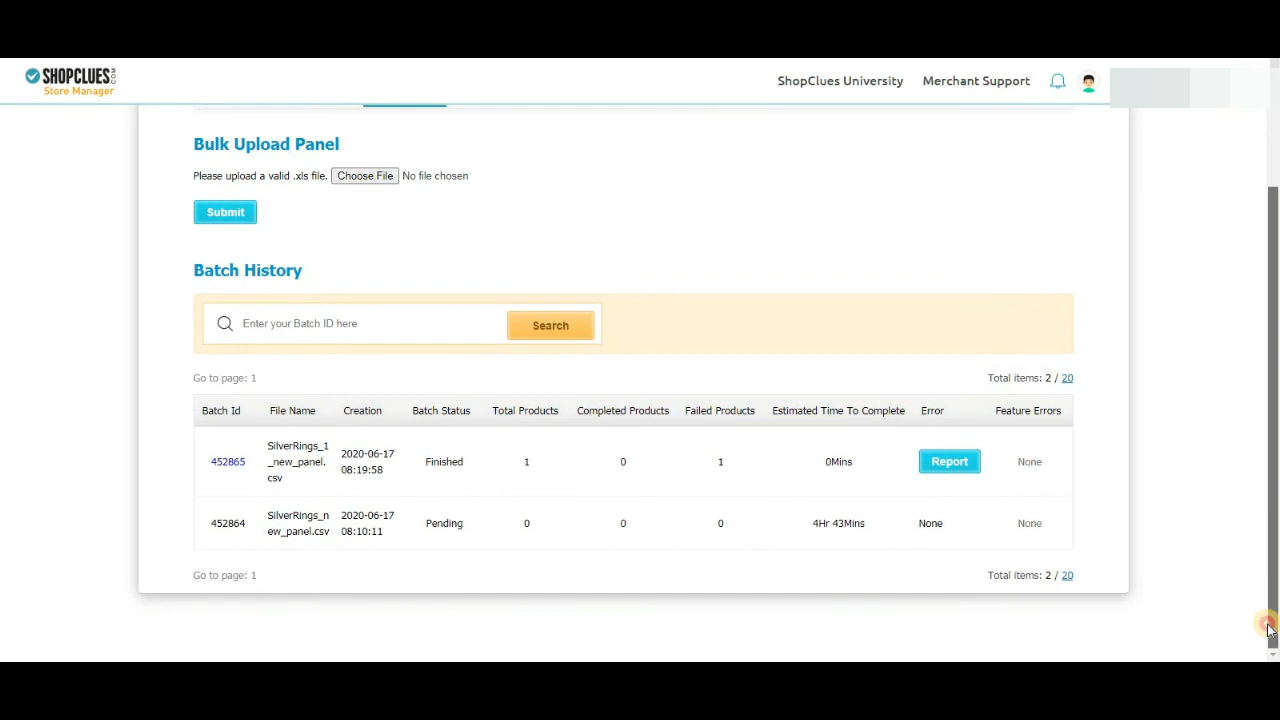 SHOPCLUES.COM
Store Manager
ShopClues University Merchant Support
Bulk Upload Panel
Please upload a valid .xls file. Choose File No file chosen
Submit
Batch History
Enter your Batch ID here Search
Go to page: 1 Total items: 2 / 20
Batch Id File Name Creation Batch Status Total Products Completed Products Failed Products Estimated Time To Complete Error Feature Errors
452865 SilverRings_1_new_panel.csv 2020-06-17 08:19:58 Finished 1 0 1 0Mins Report None
452864 SilverRings_new_panel.csv 2020-06-17 08:10:11 Pending 0 0 0 4Hr 43Mins None None
Go to page: 1 Total items: 2 / 20